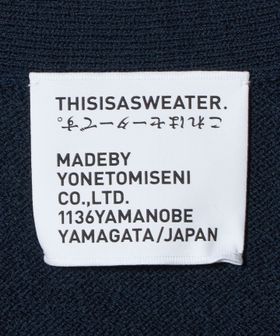 THISISASWEATER.
これはセーターです。
MADEBY
YONETOMISENI
CO.,LTD.
1136YAMANOBE
YAMAGATA/JAPAN